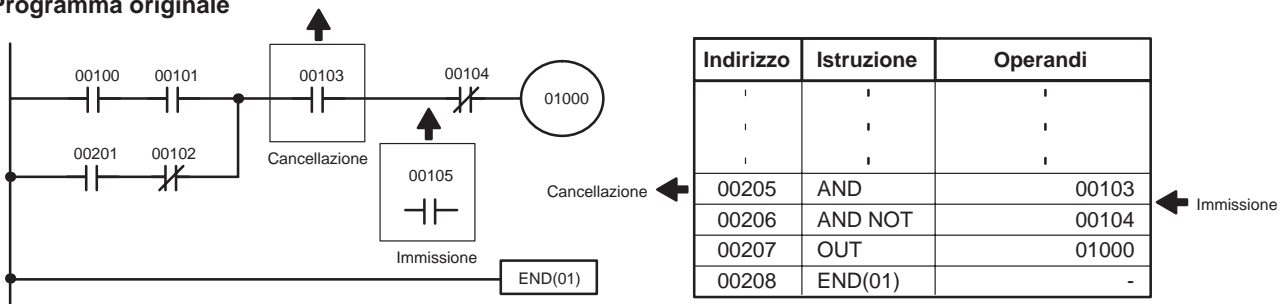 Programma originale
00100 00101 00103 00104
01000
00201 00102
Cancellazione
00105
Immissione
END(01)
Indirizzo Istruzione Operandi
Cancellazione 00205 AND 00103 Immissione
00206 AND NOT 00104
00207 OUT 01000
00208 END(01) -